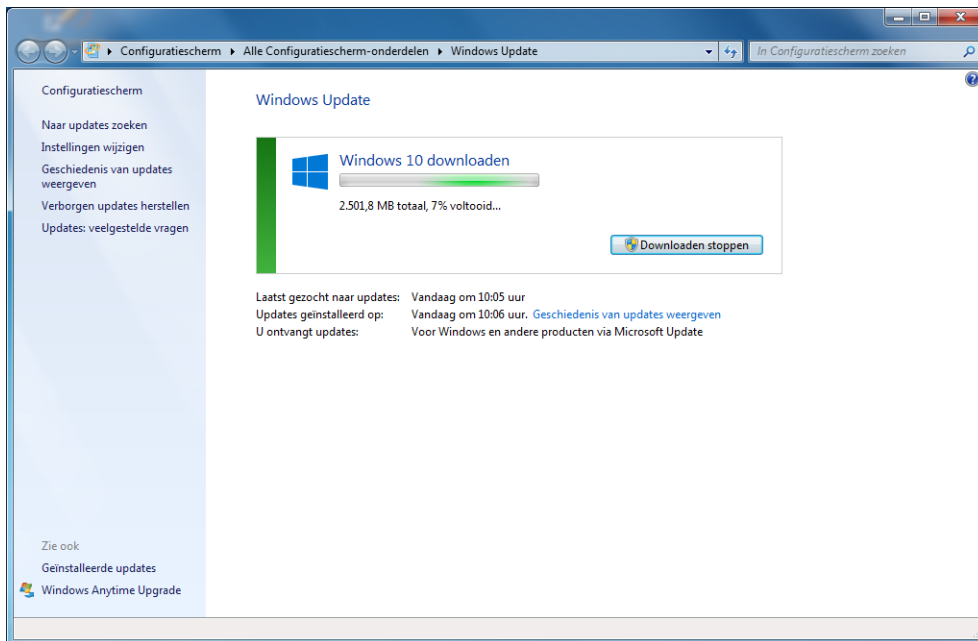 Configuratiescherm
Alle Configuratiescherm-onderdelen
Windows Update
In Configuratiescherm zoeken
Configuratiescherm
Naar updates zoeken
Instellingen wijzigen
Geschiedenis van updates
weergeven
Verborgen updates herstellen
Updates: veelgestelde vragen
Windows Update
Windows 10 downloaden
2.501,8 MB totaal, 7% voltooid...
Downloaden stoppen
Laatst gezocht naar updates: Vandaag om 10:05 uur
Updates geïnstalleerd op: Vandaag om 10:06 uur. Geschiedenis van updates weergeven
U ontvangt updates: Voor Windows en andere producten via Microsoft Update
Zie ook
Geïnstalleerde updates
Windows Anytime Upgrade